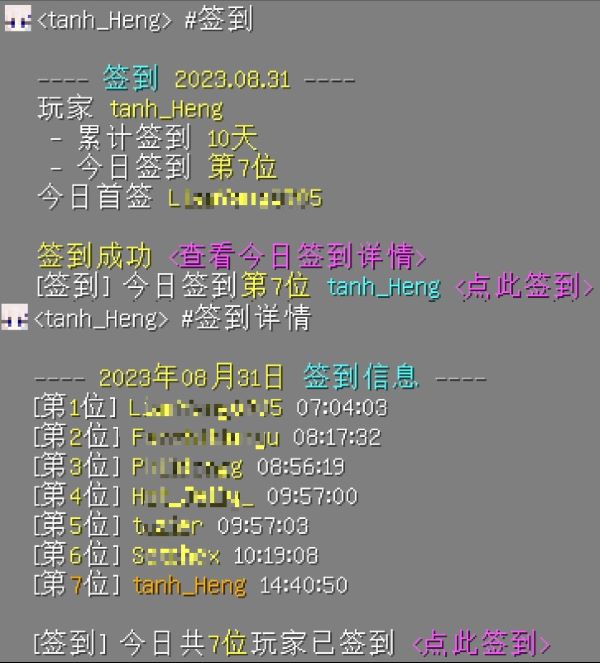 <tanh_Heng> #签到
---- 签到 2023.08.31 ----
玩家 tanh_Heng
- 累计签到 10天
- 今日签到 第7位
今日首签
签到成功 <查看今日签到详情>
[签到] 今日签到第7位 tanh_Heng <点此签到>
<tanh_Heng> #签到详情
---- 2023年08月31日 签到信息 ----
[第1位] 07:04:03
[第2位] 08:17:32
[第3位] 08:56:19
[第4位] 09:57:00
[第5位] 09:57:03
[第6位] 10:19:08
[第7位] tanh_Heng 14:40:50
[签到] 今日共7位玩家已签到 <点此签到>